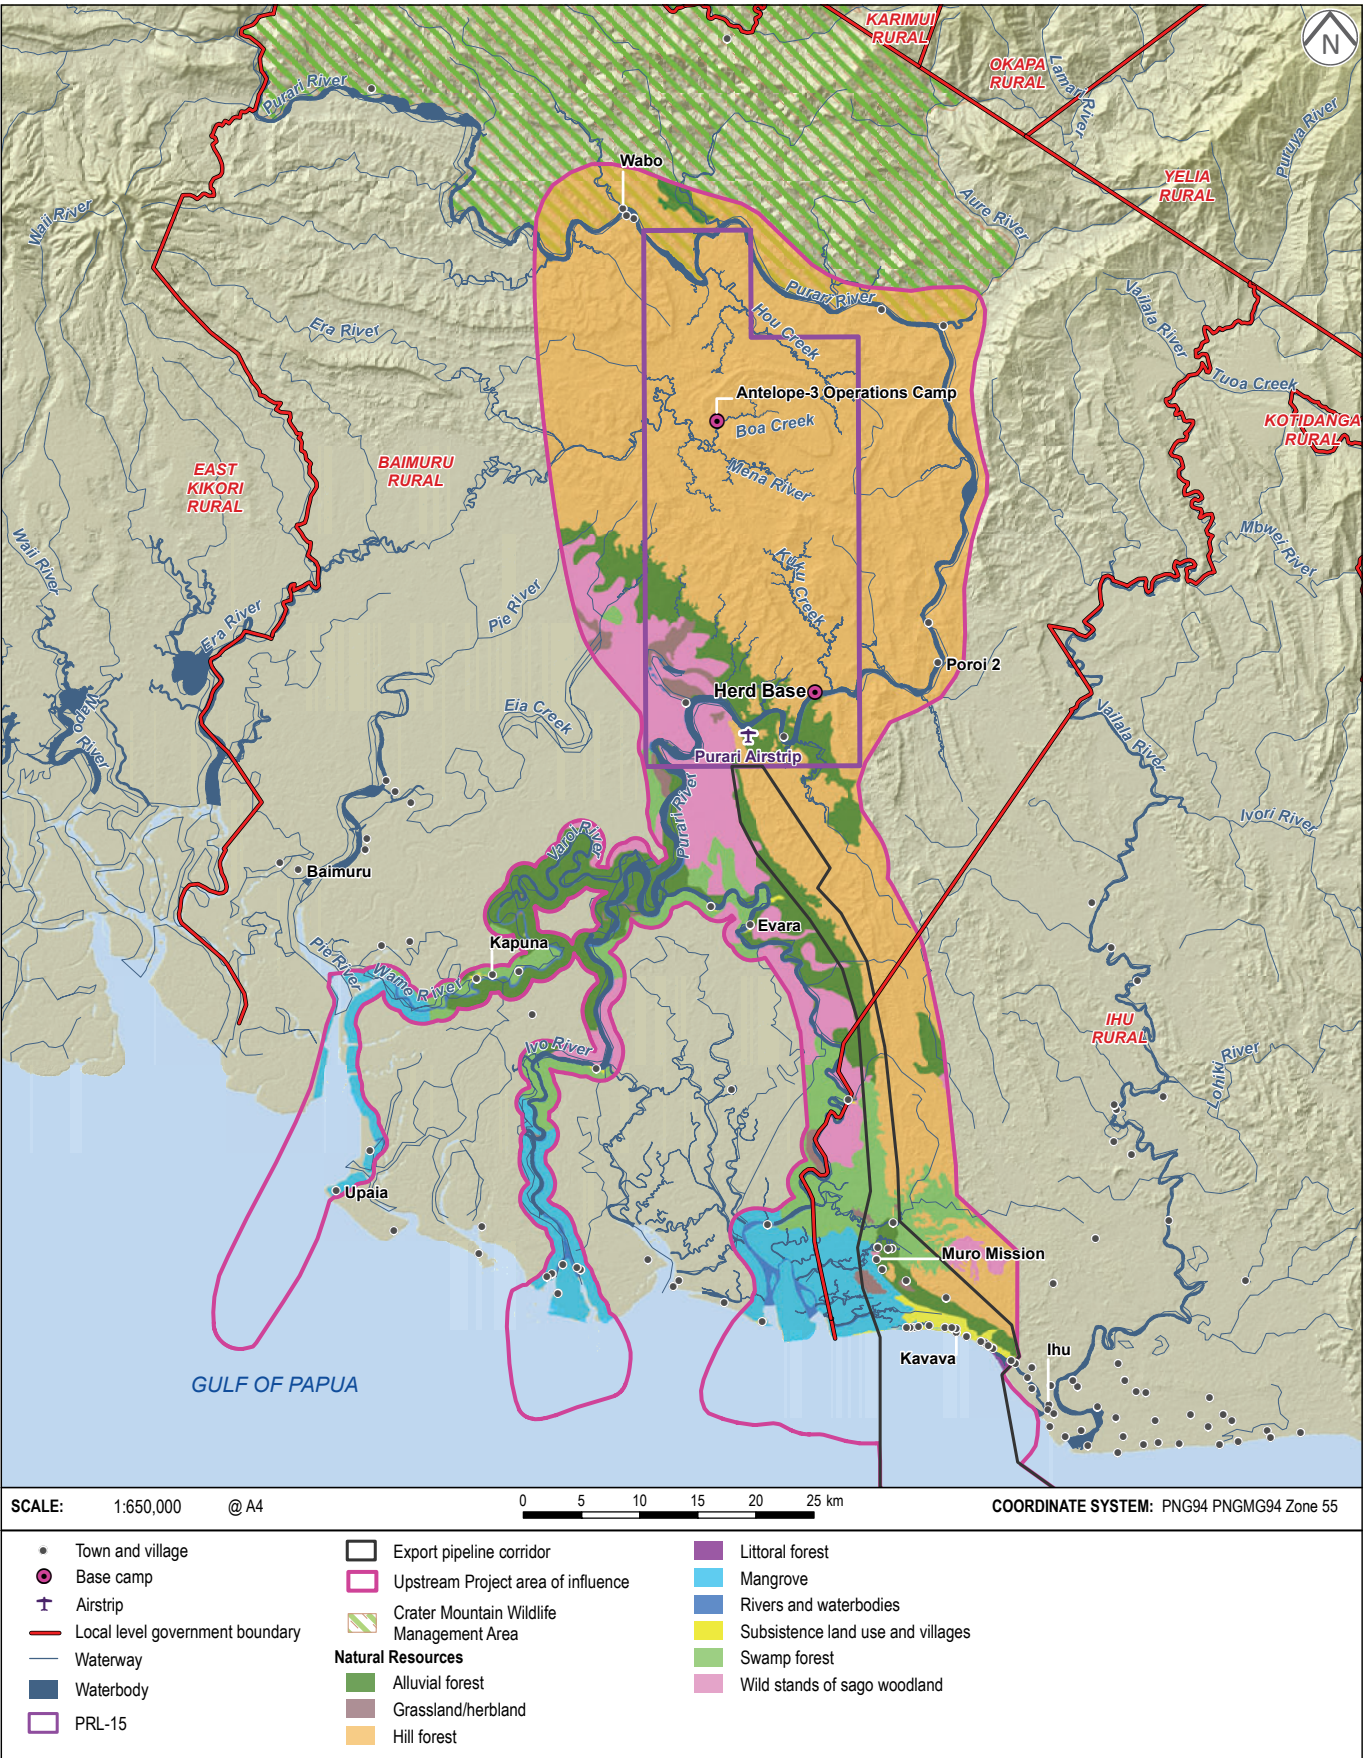 KARIMUI
RURAL
N
OKAPA
RURAL
Lamari River
Purari River
Puruya River
Wabo
YELIA
RURAL
Waii River
Aure River
Purari River
Vailala River
Hou Creek
Era River
Tuoa Creek
Antelope-3 Operations Camp
Boa Creek
KOTIDANGA
RURAL
EAST
KIKORI
RURAL
BAIMURU
RURAL
Mena River
Waii River
Mbwei River
Kuku Creek
Pie River
Era River
Poroi 2
Herd Base
Wapo River
Eia Creek
Vailala River
Purari Airstrip
Purari River
Ivori River
Varoi River
Baimuru
Evara
Kapuna
Pie River
Wame River
IHU
RURAL
Ivo River
Lohiki River
Upaia
Muro Mission
Kavava
Ihu
GULF OF PAPUA
SCALE: 1:650,000 @ A4
0 5 10 15 20 25 km
COORDINATE SYSTEM: PNG94 PNGMG94 Zone 55
Town and village
Base camp
Airstrip
Local level government boundary
Waterway
Waterbody
PRL-15
Export pipeline corridor
Upstream Project area of influence
Crater Mountain Wildlife
Management Area
Natural Resources
Alluvial forest
Grassland/herbland
Hill forest
Littoral forest
Mangrove
Rivers and waterbodies
Subsistence land use and villages
Swamp forest
Wild stands of sago woodland